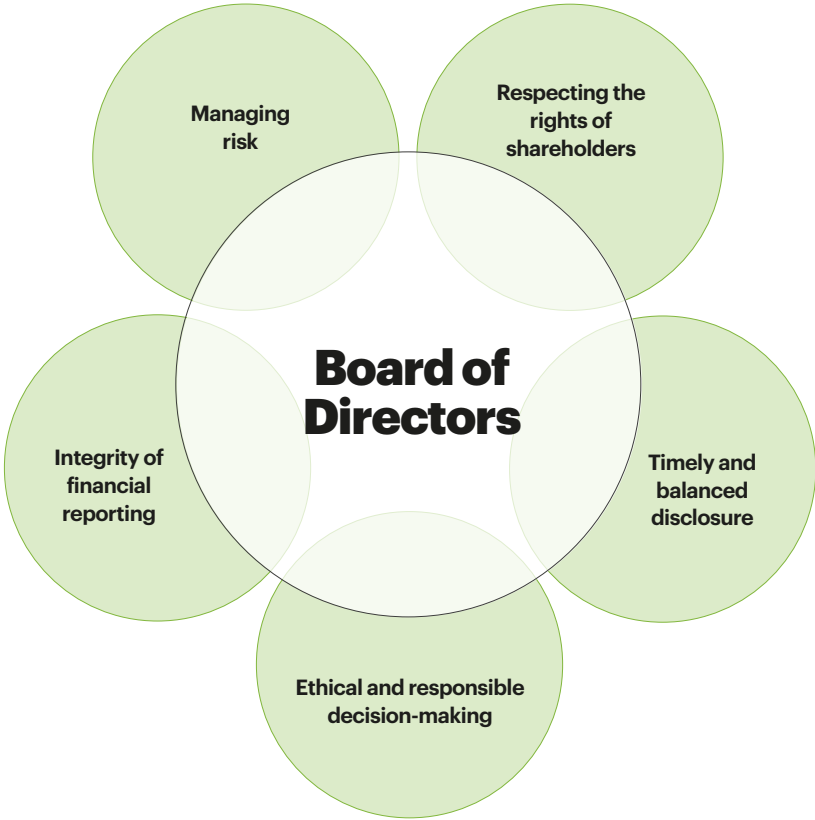 Managing
risk
Respecting the
rights of
shareholders
Board of
Directors
Integrity of
financial
reporting
Timely and
balanced
disclosure
Ethical and responsible
decision-making